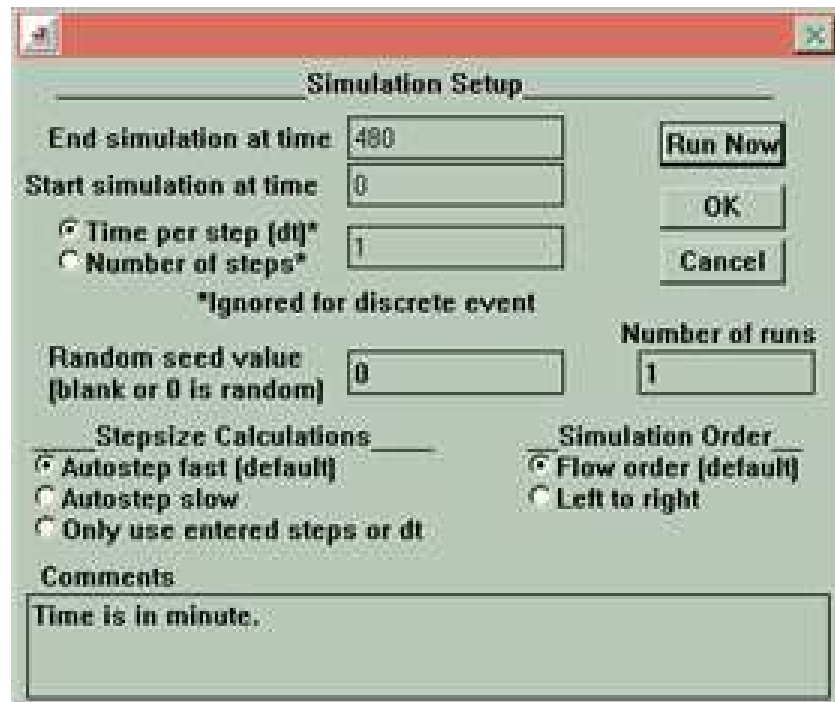 Simulation Setup
End simulation at time 480
Run Now
Start simulation at time 0
OK
Time per step (dt)*
Number of steps*
1
Cancel
*Ignored for discrete event
Number of runs
Random seed value
(blank or 0 is random)
0
1
Stepsize Calculations
Simulation Order
Autostep fast (default)
Flow order (default)
Autostep slow
Left to right
Only use entered steps or dt
Comments
Time is in minute.